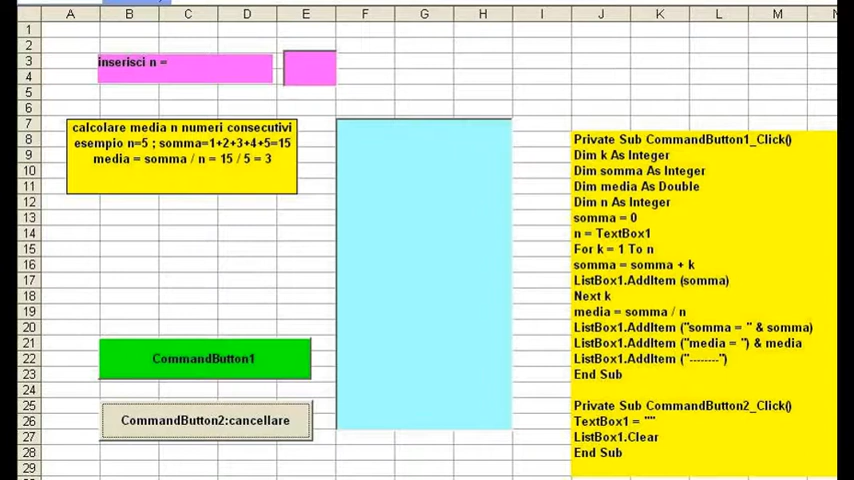 A B C D E F G H I J K L M N
1
2
3
4
5
6
7
8
9
10
11
12
13
14
15
16
17
18
19
20
21
22
23
24
25
26
27
28
29
inserisci n =
calcolare media n numeri consecutivi
esempio n=5 ; somma=1+2+3+4+5=15
media = somma / n = 15 / 5 = 3
CommandButton1
CommandButton2:cancellare
Private Sub CommandButton1_Click()
Dim k As Integer
Dim somma As Integer
Dim media As Double
Dim n As Integer
somma = 0
n = TextBox1
For k = 1 To n
somma = somma + k
ListBox1.AddItem (somma)
Next k
media = somma / n
ListBox1.AddItem ("somma = " & somma)
ListBox1.AddItem ("media = ") & media
ListBox1.AddItem ("--------")
End Sub
Private Sub CommandButton2_Click()
TextBox1 = ""
ListBox1.Clear
End Sub